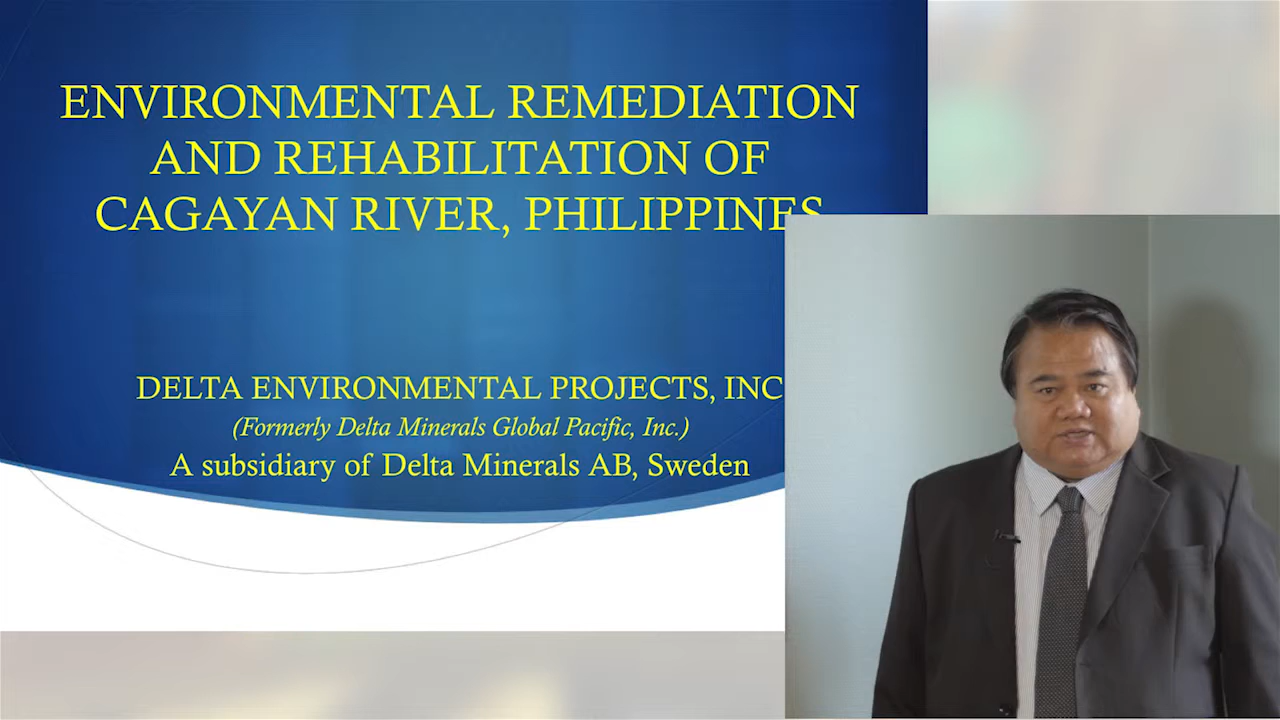 ENVIRONMENTAL REMEDIATION
AND REHABILITATION OF
CAGAYAN RIVER, PHILIPPINES
DELTA ENVIRONMENTAL PROJECTS, INC
(Formerly Delta Minerals Global Pacific, Inc.)
A subsidiary of Delta Minerals AB, Sweden